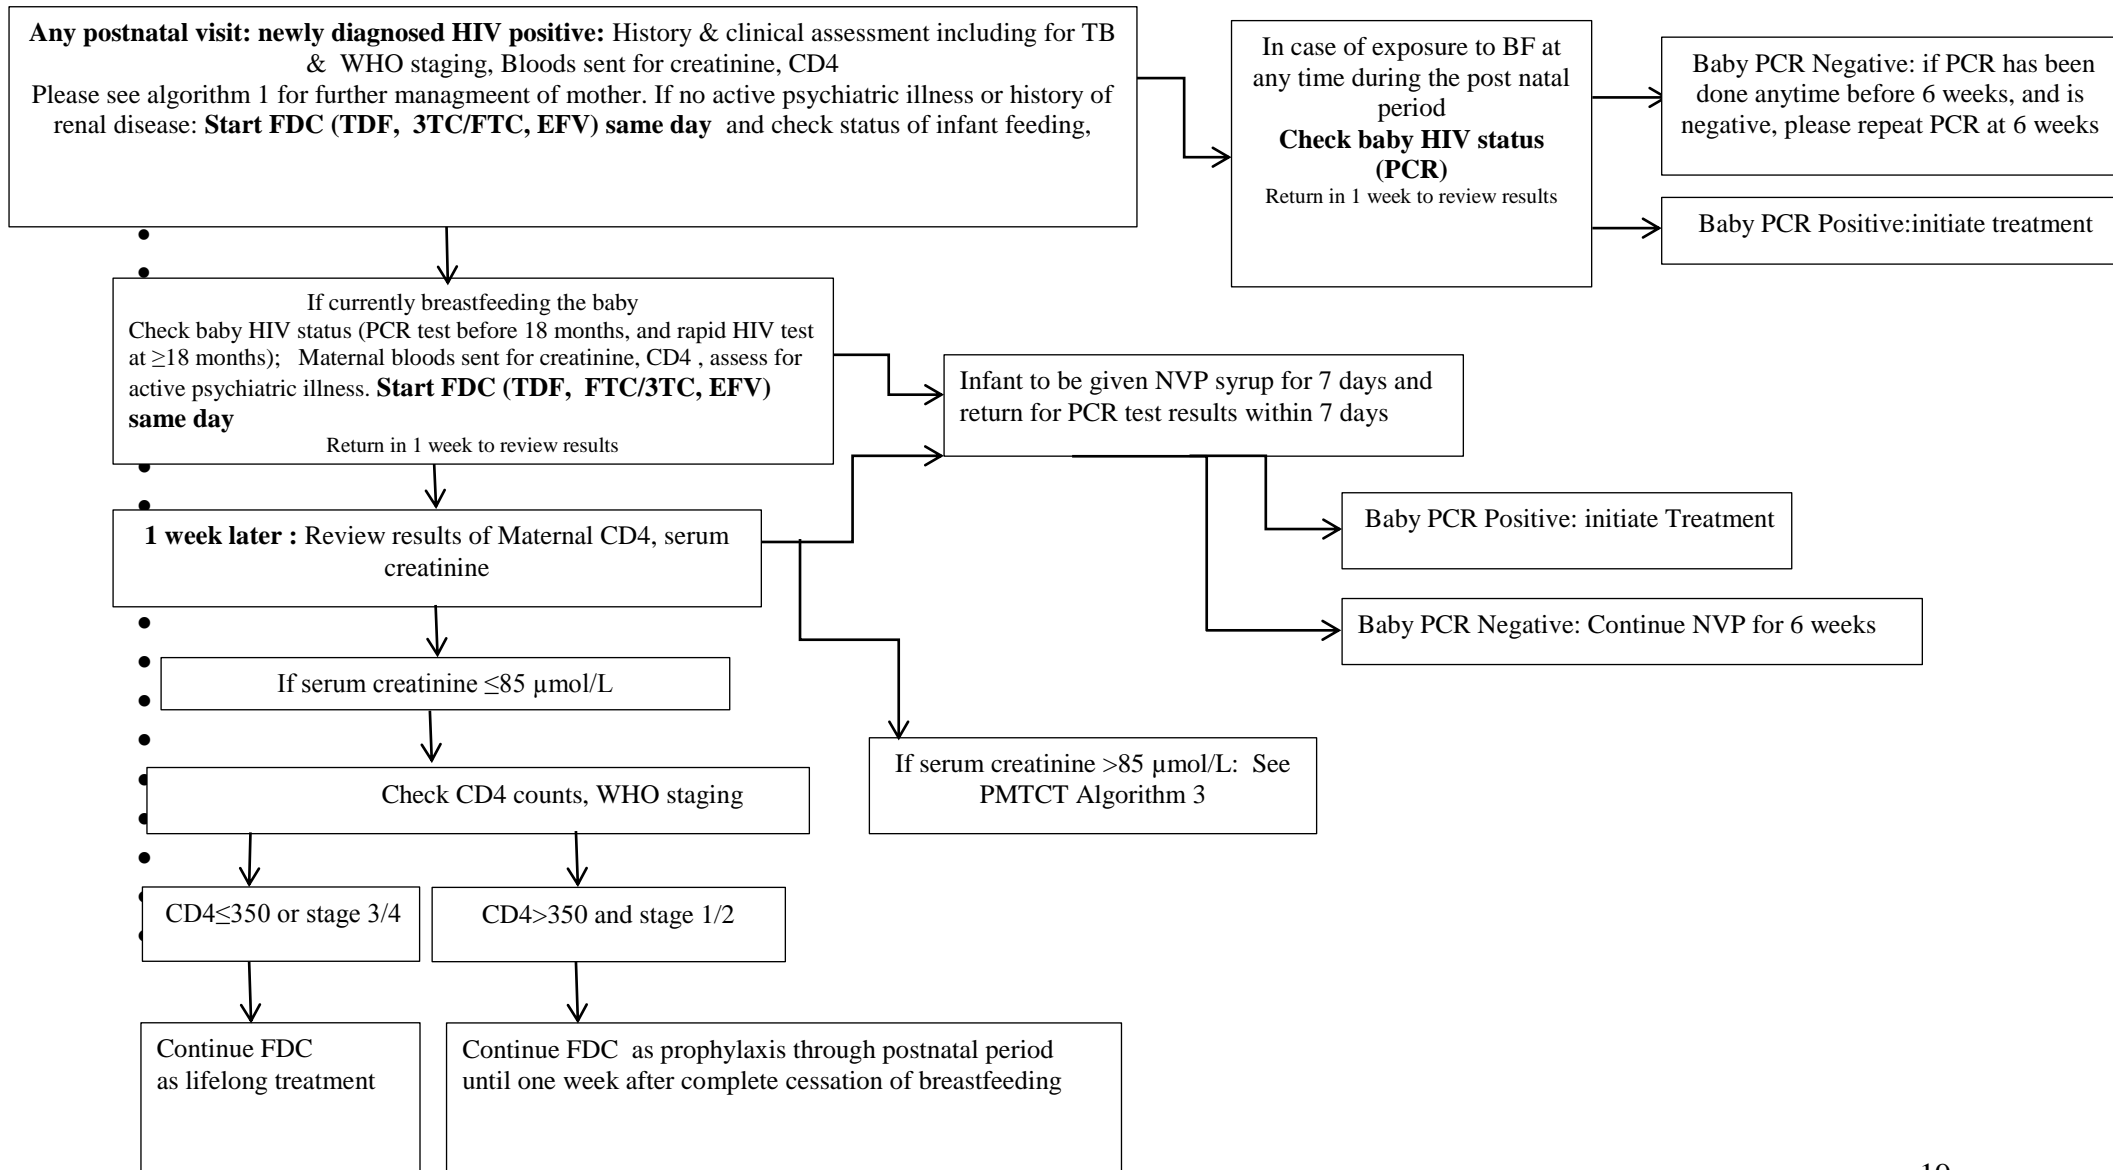 Any postnatal visit: newly diagnosed HIV positive: History & clinical assessment including for TB
& WHO staging, Bloods sent for creatinine, CD4
Please see algorithm 1 for further managmeent of mother. If no active psychiatric illness or history of
renal disease: Start FDC (TDF, 3TC/FTC, EFV) same day and check status of infant feeding,
In case of exposure to BF at
any time during the post natal
period
Check baby HIV status
(PCR)
Return in 1 week to review results
Baby PCR Negative: if PCR has been
done anytime before 6 weeks, and is
negative, please repeat PCR at 6 weeks
Baby PCR Positive:initiate treatment
If currently breastfeeding the baby
Check baby HIV status (PCR test before 18 months, and rapid HIV test
at ≥18 months); Maternal bloods sent for creatinine, CD4 , assess for
active psychiatric illness. Start FDC (TDF, FTC/3TC, EFV)
same day
Return in 1 week to review results
Infant to be given NVP syrup for 7 days and
return for PCR test results within 7 days
1 week later : Review results of Maternal CD4, serum
creatinine
Baby PCR Positive: initiate Treatment
Baby PCR Negative: Continue NVP for 6 weeks
If serum creatinine ≤85 µmol/L
If serum creatinine >85 µmol/L: See
PMTCT Algorithm 3
Check CD4 counts, WHO staging
CD4≤350 or stage 3/4
CD4>350 and stage 1/2
Continue FDC
as lifelong treatment
Continue FDC as prophylaxis through postnatal period
until one week after complete cessation of breastfeeding